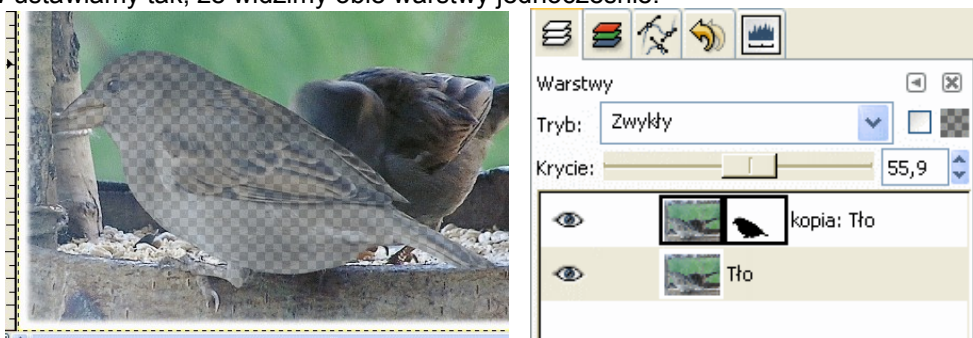 ustawiamy tak, że widzimy obie warstwy jednocześnie.
Warstwy
Tryb: Zwykły
Krycie: 55,9
kopia: Tło
Tło